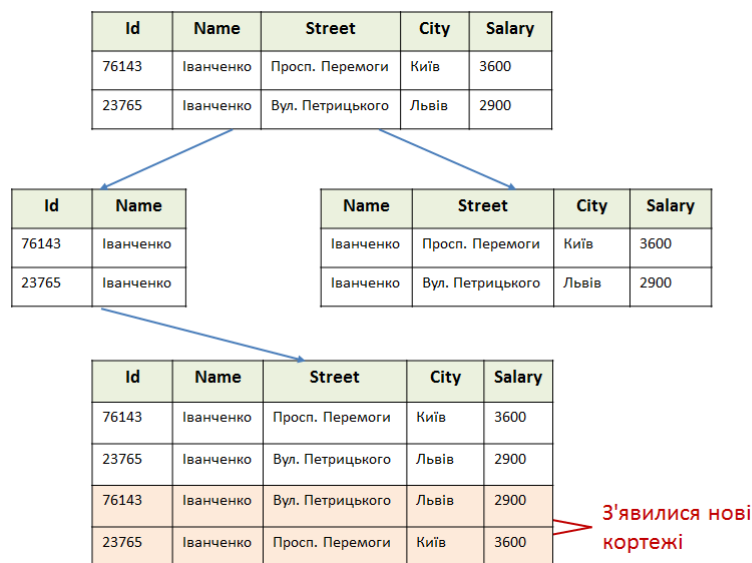 Id Name Street City Salary
76143 Іванченко Просп. Перемоги Київ 3600
23765 Іванченко Вул. Петрицького Львів 2900
Id Name
76143 Іванченко
23765 Іванченко
Name Street City Salary
Іванченко Просп. Перемоги Київ 3600
Іванченко Вул. Петрицького Львів 2900
Id Name Street City Salary
76143 Іванченко Просп. Перемоги Київ 3600
23765 Іванченко Вул. Петрицького Львів 2900
76143 Іванченко Вул. Петрицького Львів 2900
23765 Іванченко Просп. Перемоги Київ 3600
З'явилися нові
кортежі